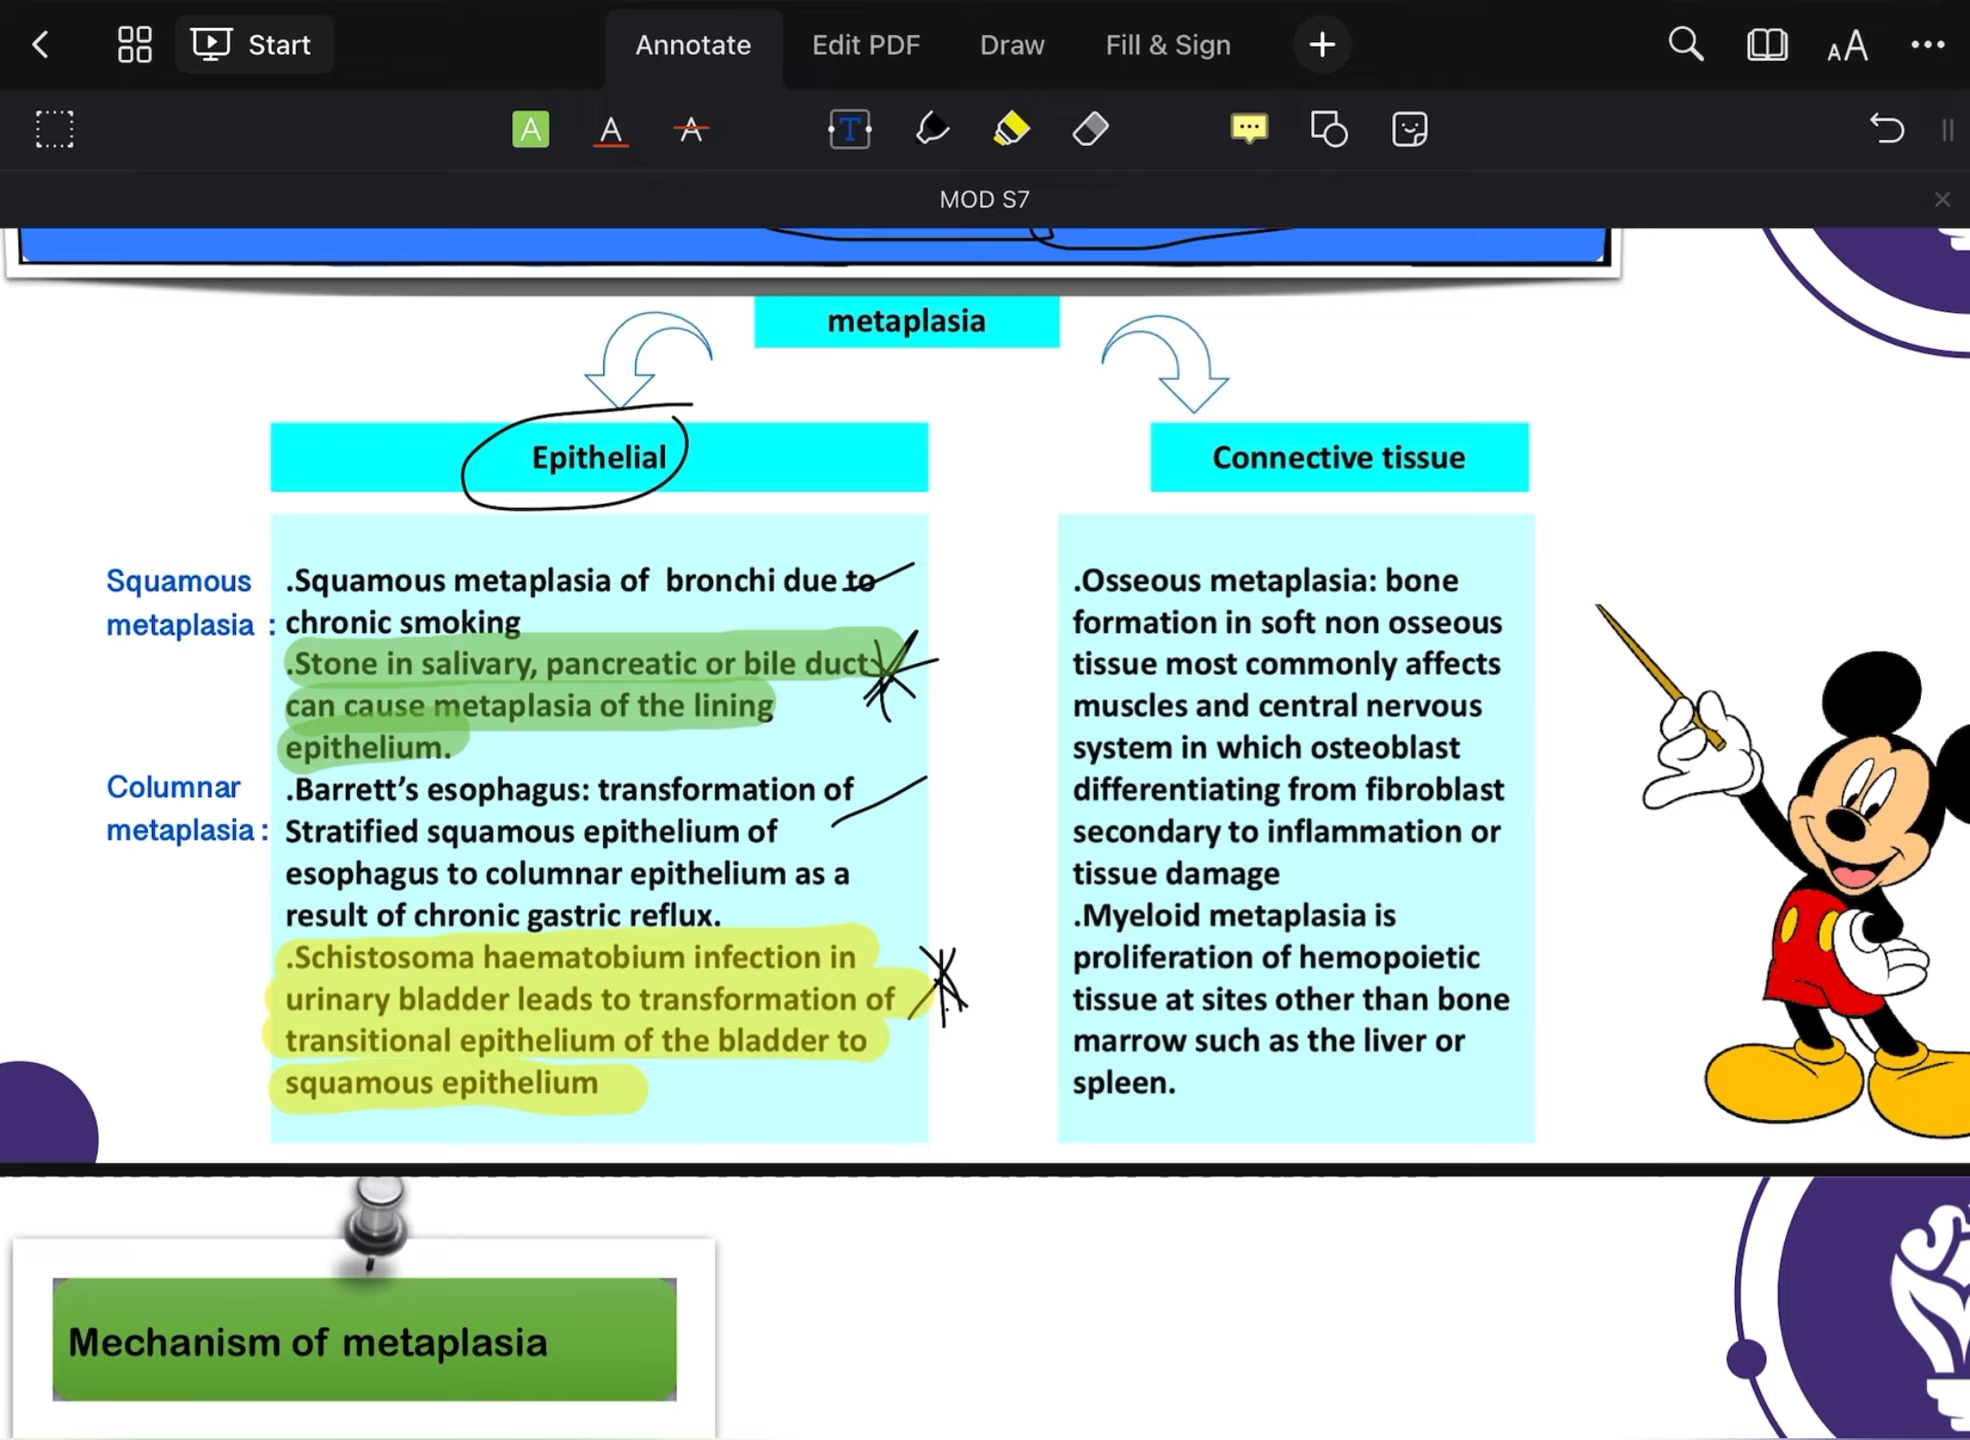 Start
Annotate
Edit PDF
Draw
Fill & Sign
AA
A
A
A
T
MOD S7
metaplasia
Epithelial
Connective tissue
Squamous
metaplasia :
.Squamous metaplasia of bronchi due to
chronic smoking
.Stone in salivary, pancreatic or bile duct
can cause metaplasia of the lining
epithelium.
Columnar
metaplasia :
.Barrett’s esophagus: transformation of
Stratified squamous epithelium of
esophagus to columnar epithelium as a
result of chronic gastric reflux.
.Schistosoma haematobium infection in
urinary bladder leads to transformation of
transitional epithelium of the bladder to
squamous epithelium
.Osseous metaplasia: bone
formation in soft non osseous
tissue most commonly affects
muscles and central nervous
system in which osteoblast
differentiating from fibroblast
secondary to inflammation or
tissue damage
.Myeloid metaplasia is
proliferation of hemopoietic
tissue at sites other than bone
marrow such as the liver or
spleen.
Mechanism of metaplasia